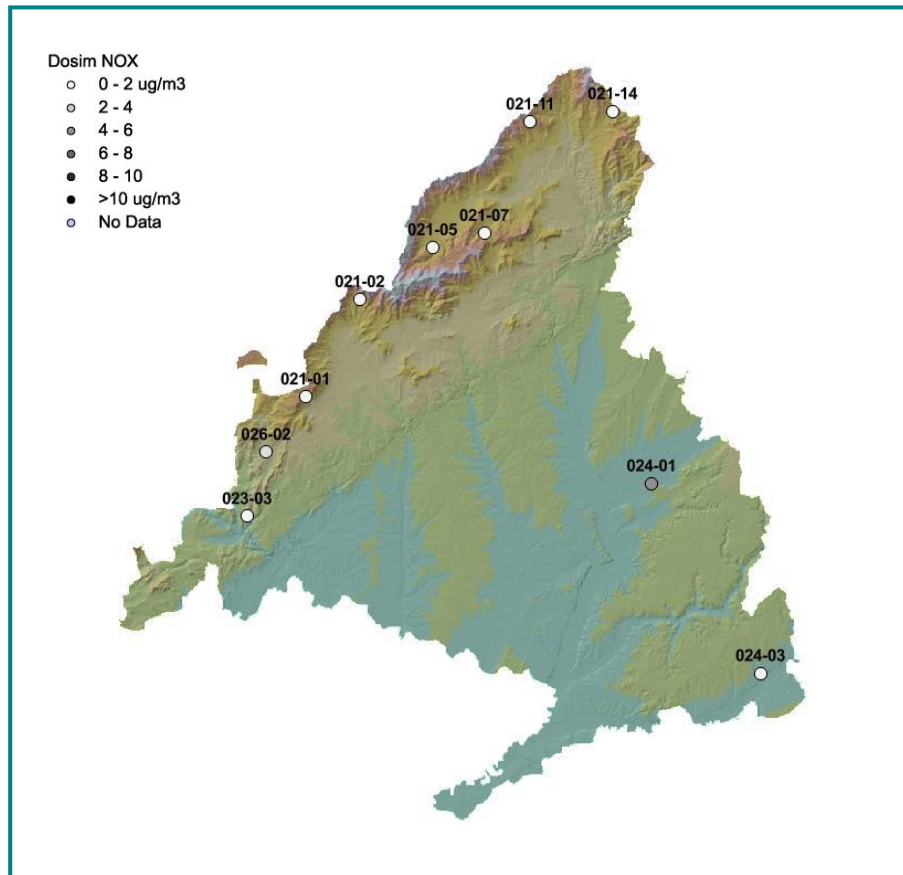 Dosim NOX
0 - 2 ug/m3
2 - 4
4 - 6
6 - 8
8 - 10
>10 ug/m3
No Data
021-14
021-11
021-07
021-05
021-02
021-01
026-02
024-01
023-03
024-03